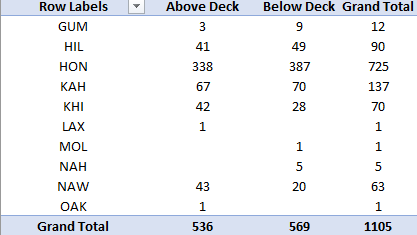 Row Labels Above Deck Below Deck Grand Total
GUM 3 9 12
HIL 41 49 90
HON 338 387 725
KAH 67 70 137
KHI 42 28 70
LAX 1 1
MOL 1 1
NAH 5 5
NAW 43 20 63
OAK 1 1
Grand Total 536 569 1105